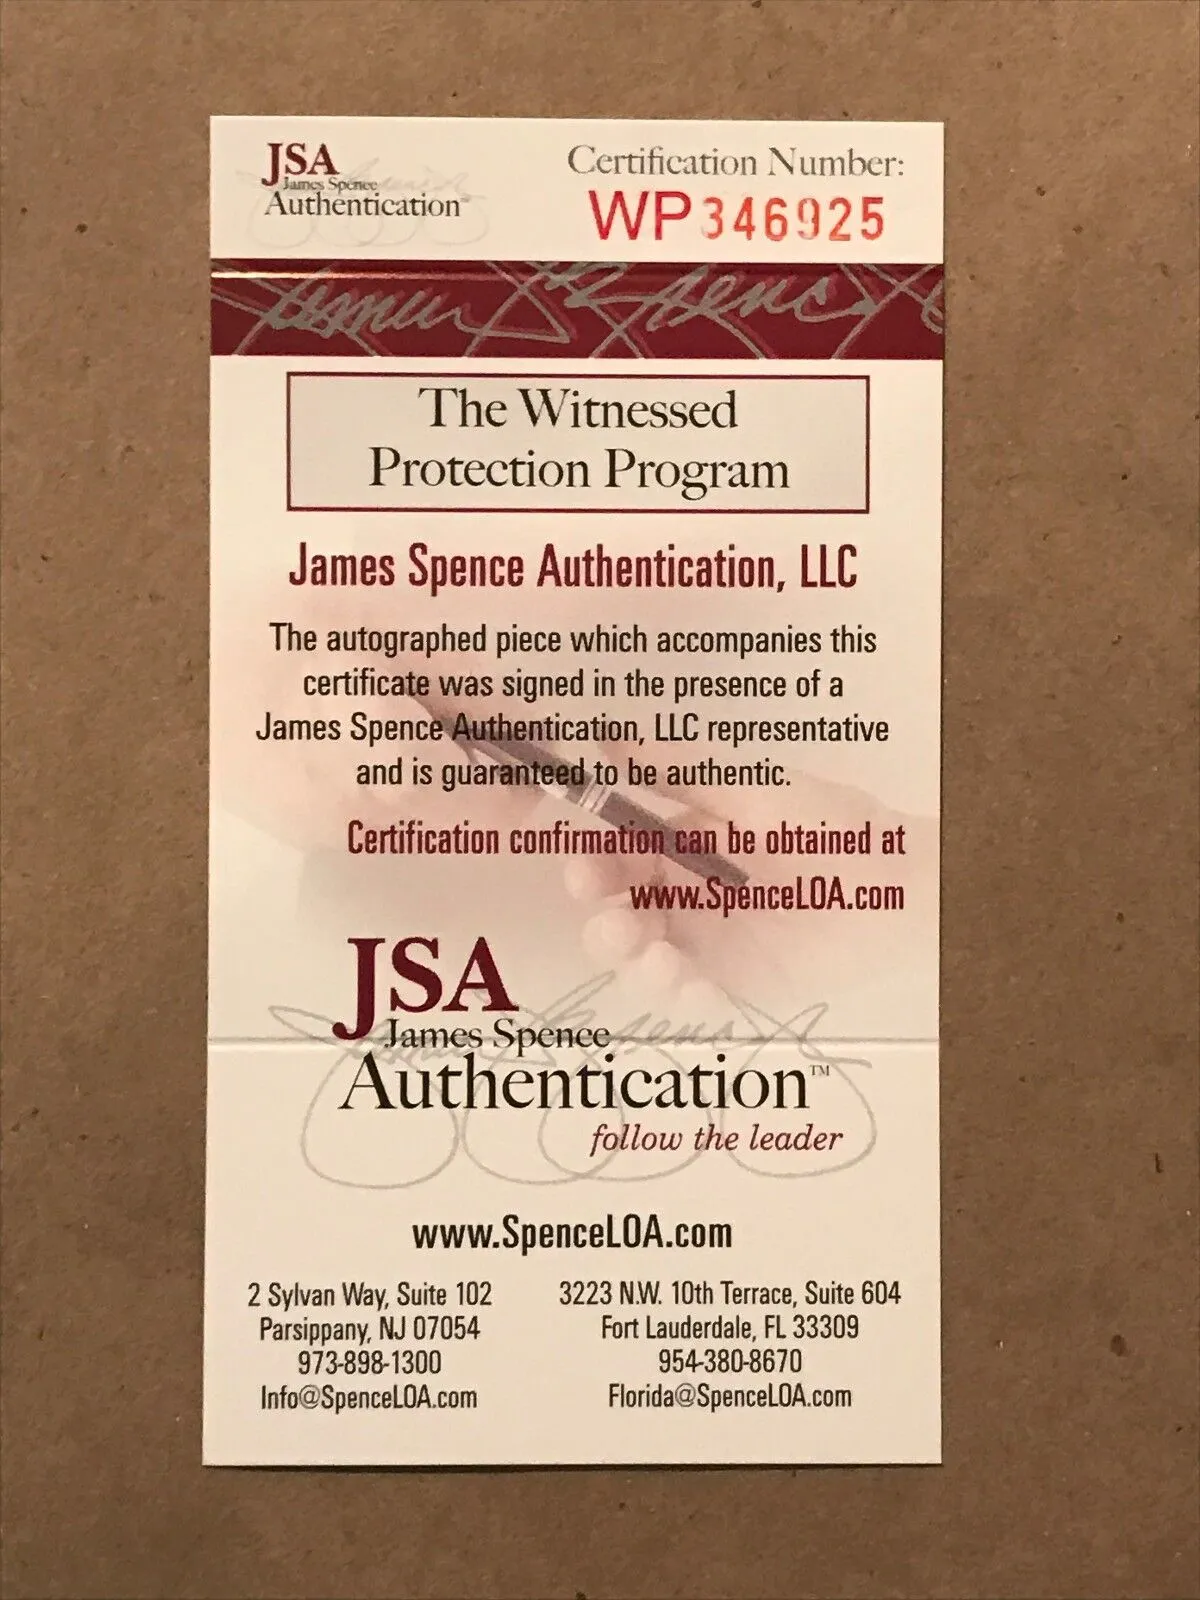 JSA
James Spence
Authentication™
Certification Number:
WP346925
James Spence
The Witnessed
Protection Program
James Spence Authentication, LLC
The autographed piece which accompanies this
certificate was signed in the presence of a
James Spence Authentication, LLC representative
and is guaranteed to be authentic.
Certification confirmation can be obtained at
www.SpenceLOA.com
JSA
James Spence
Authentication™
follow the leader
www.SpenceLOA.com
2 Sylvan Way, Suite 102
Parsippany, NJ 07054
973-898-1300
Info@SpenceLOA.com
3223 N.W. 10th Terrace, Suite 604
Fort Lauderdale, FL 33309
954-380-8670
Florida@SpenceLOA.com